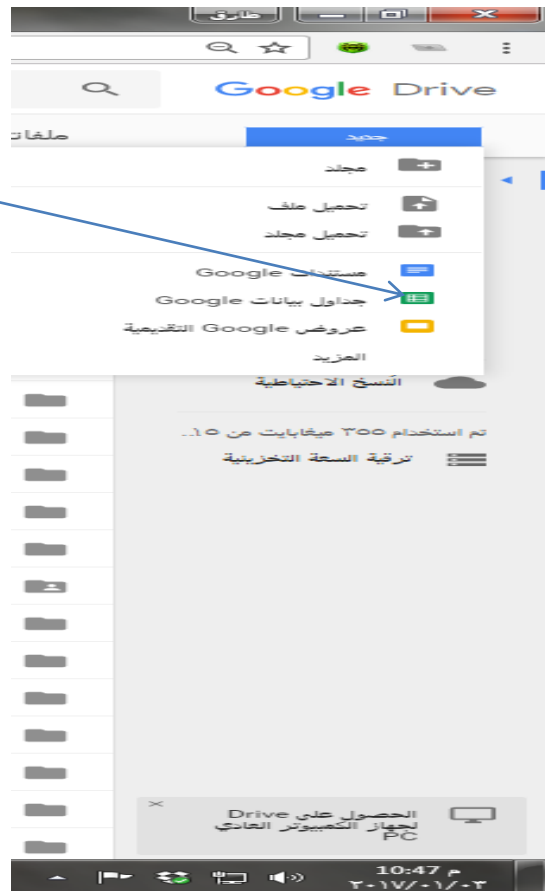 طارق
Google Drive
جديد
ملفات
مجلد
تحميل ملف
تحميل مجلد
مستندات Google
جداول بيانات Google
عروض Google التقديمية
المزيد
النسخ الاحتياطية
تم استخدام ٣٥٥ ميغابايت من ١٥..
ترقية السعة التخزينية
الحصول على Drive
لجهاز الكمبيوتر العادي
PC
10:47 م
٢٠١٧/٠١/٠٢